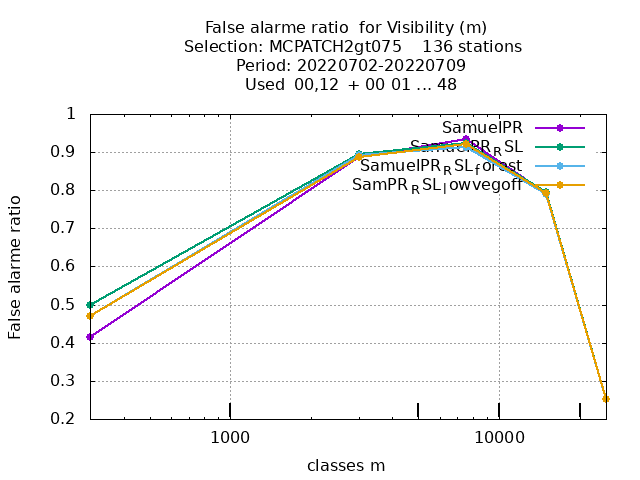 False alarme ratio  for Visibility (m)
Selection: MCPATCH2gt075    136 stations
Period: 20220702-20220709
Used  00,12  + 00 01 ... 48
False alarme ratio
1
0.9
0.8
0.7
0.6
0.5
0.4
0.3
0.2
SamuelPR
SamuelPR_RSL
SamuelPR_RSL_forest
SamPR_RSL_lowvegoff
1000
10000
classes m